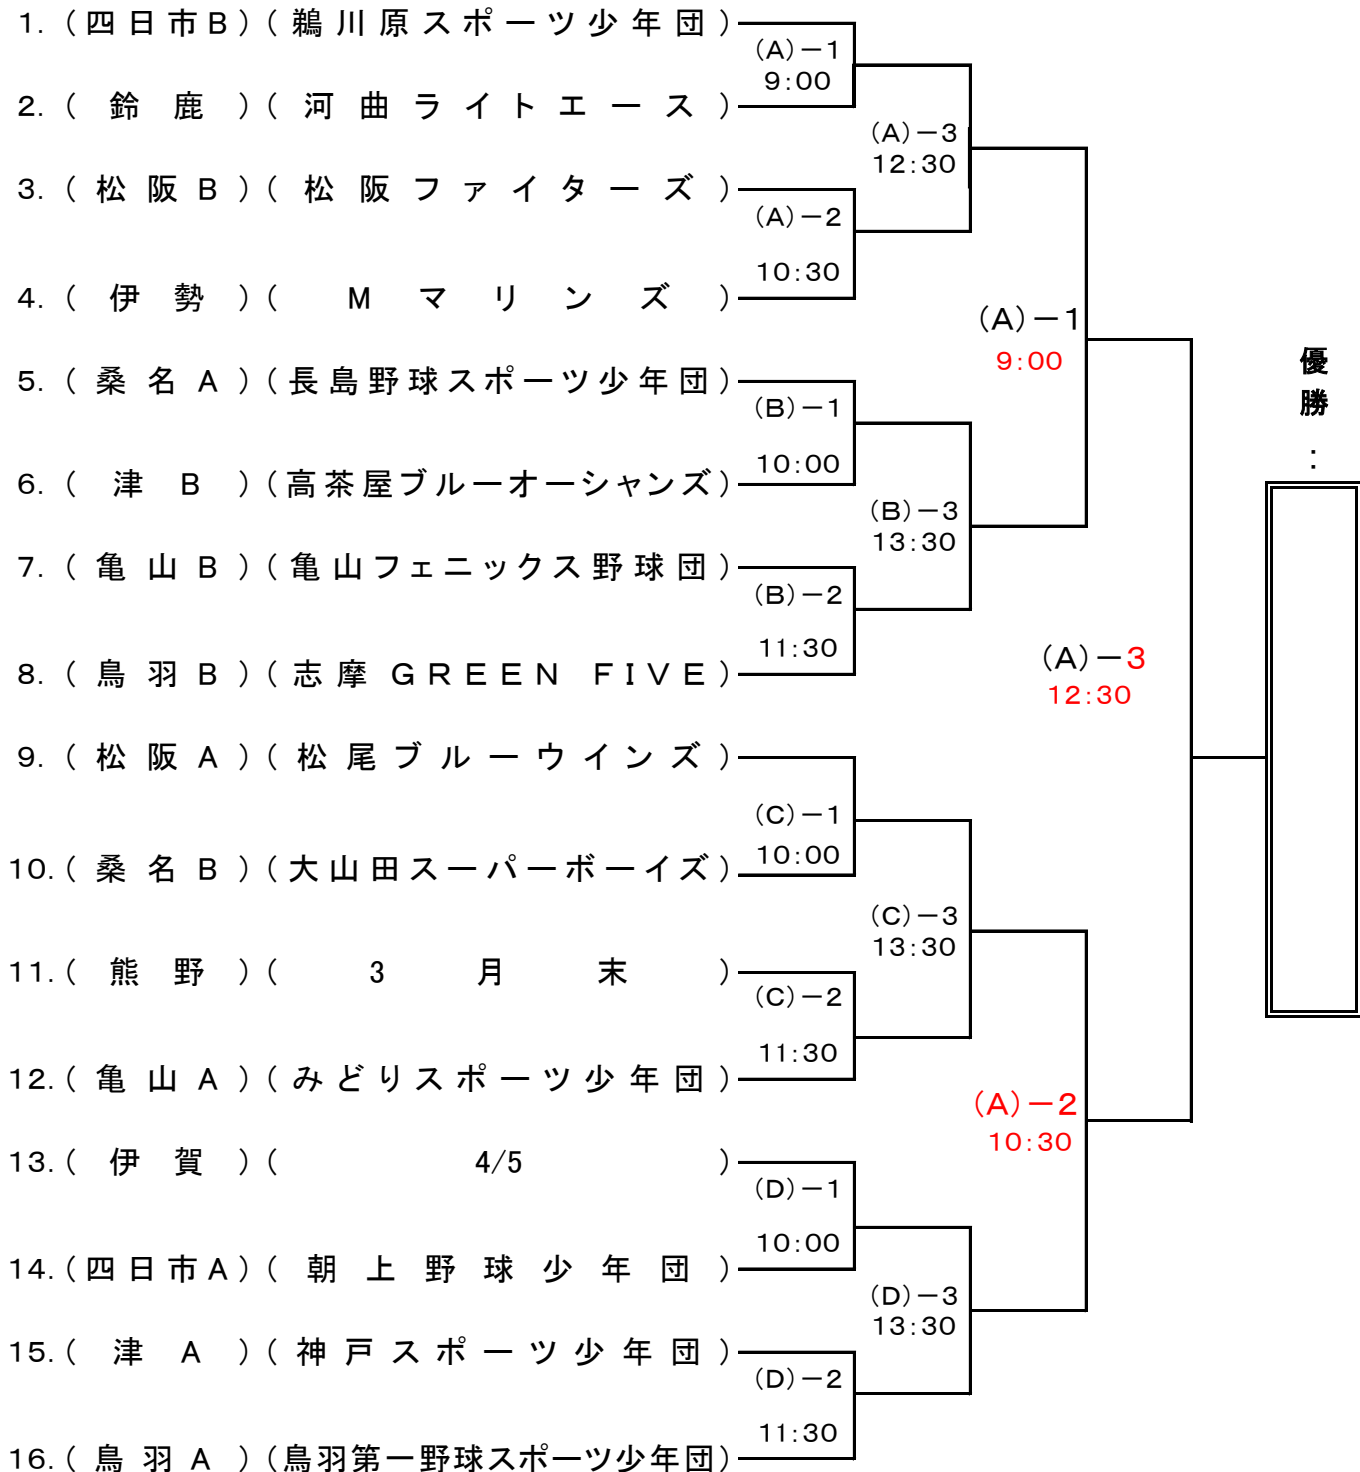 1. (四日市B) (鵜川原スポーツ少年団)
(A)－1
9:00
2. (鈴鹿) (河曲ライトエース)
(A)－3
12:30
3. (松阪B) (松阪ファイターズ)
(A)－2
10:30
4. (伊勢) (Mマリンズ)
(A)－1
9:00
5. (桑名A) (長島野球スポーツ少年団)
(B)－1
10:00
6. (津B) (高茶屋ブルーオーシャンズ)
(B)－3
13:30
7. (亀山B) (亀山フェニックス野球団)
(B)－2
11:30
8. (鳥羽B) (志摩 GREEN FIVE)
(A)－3
12:30
9. (松阪A) (松尾ブルーウインズ)
(C)－1
10:00
10. (桑名B) (大山田スーパーボーイズ)
(C)－3
13:30
11. (熊野) (3月末)
(C)－2
11:30
12. (亀山A) (みどりスポーツ少年団)
(A)－2
10:30
13. (伊賀) (4/5)
(D)－1
10:00
14. (四日市A) (朝上野球少年団)
(D)－3
13:30
15. (津A) (神戸スポーツ少年団)
(D)－2
11:30
16. (鳥羽A) (鳥羽第一野球スポーツ少年団)
優勝: